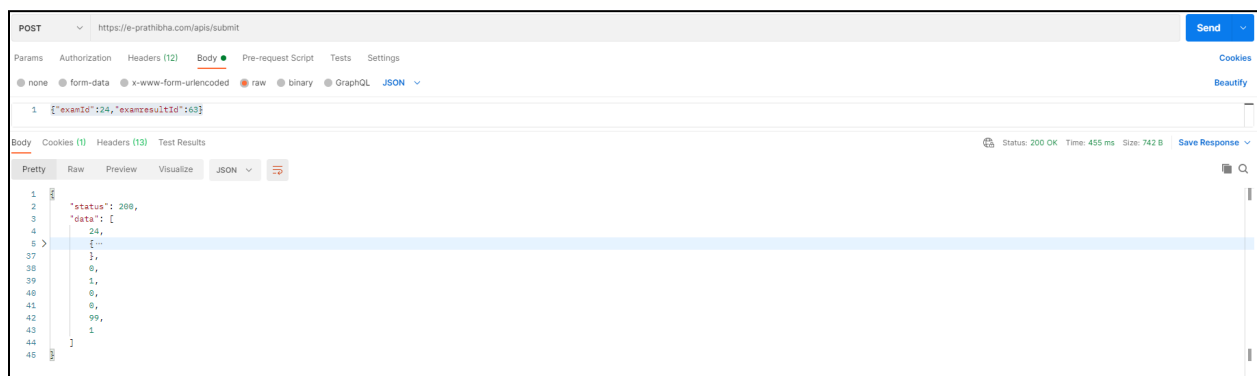 POST https://e-prathibha.com/apis/submit Send
Params Authorization Headers (12) Body Pre-request Script Tests Settings Cookies
none form-data x-www-form-urlencoded raw binary GraphQL JSON Beautify
1 {"examId":24,"examresultId":63}
Body Cookies (1) Headers (13) Test Results Status: 200 OK Time: 455 ms Size: 742 B Save Response
Pretty Raw Preview Visualize JSON
1 {
2 "status": 200,
3 "data": [
4 24,
5 {…
37 },
38 0,
39 1,
40 0,
41 0,
42 99,
43 1
44 ]
45 }